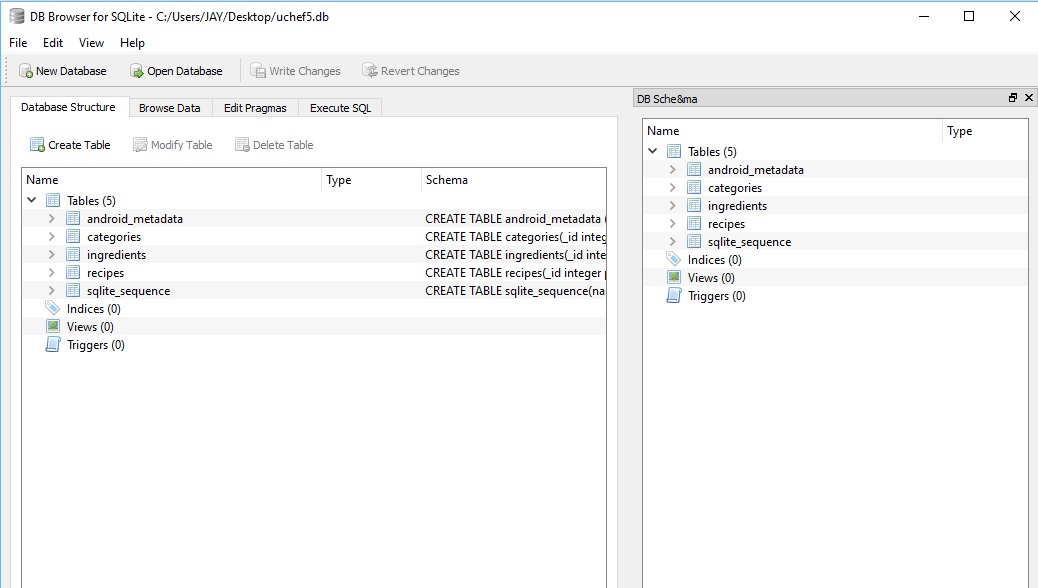 DB Browser for SQLite - C:/Users/JAY/Desktop/uchef5.db
File Edit View Help
New Database Open Database Write Changes Revert Changes
Database Structure Browse Data Edit Pragmas Execute SQL
Create Table Modify Table Delete Table
Name Type Schema
Tables (5)
android_metadata CREATE TABLE android_metadata (
categories CREATE TABLE categories(_id integ
ingredients CREATE TABLE ingredients(_id inte
recipes CREATE TABLE recipes(_id integer p
sqlite_sequence CREATE TABLE sqlite_sequence(na
Indices (0)
Views (0)
Triggers (0)
DB Sche&ma
Name Type
Tables (5)
android_metadata
categories
ingredients
recipes
sqlite_sequence
Indices (0)
Views (0)
Triggers (0)